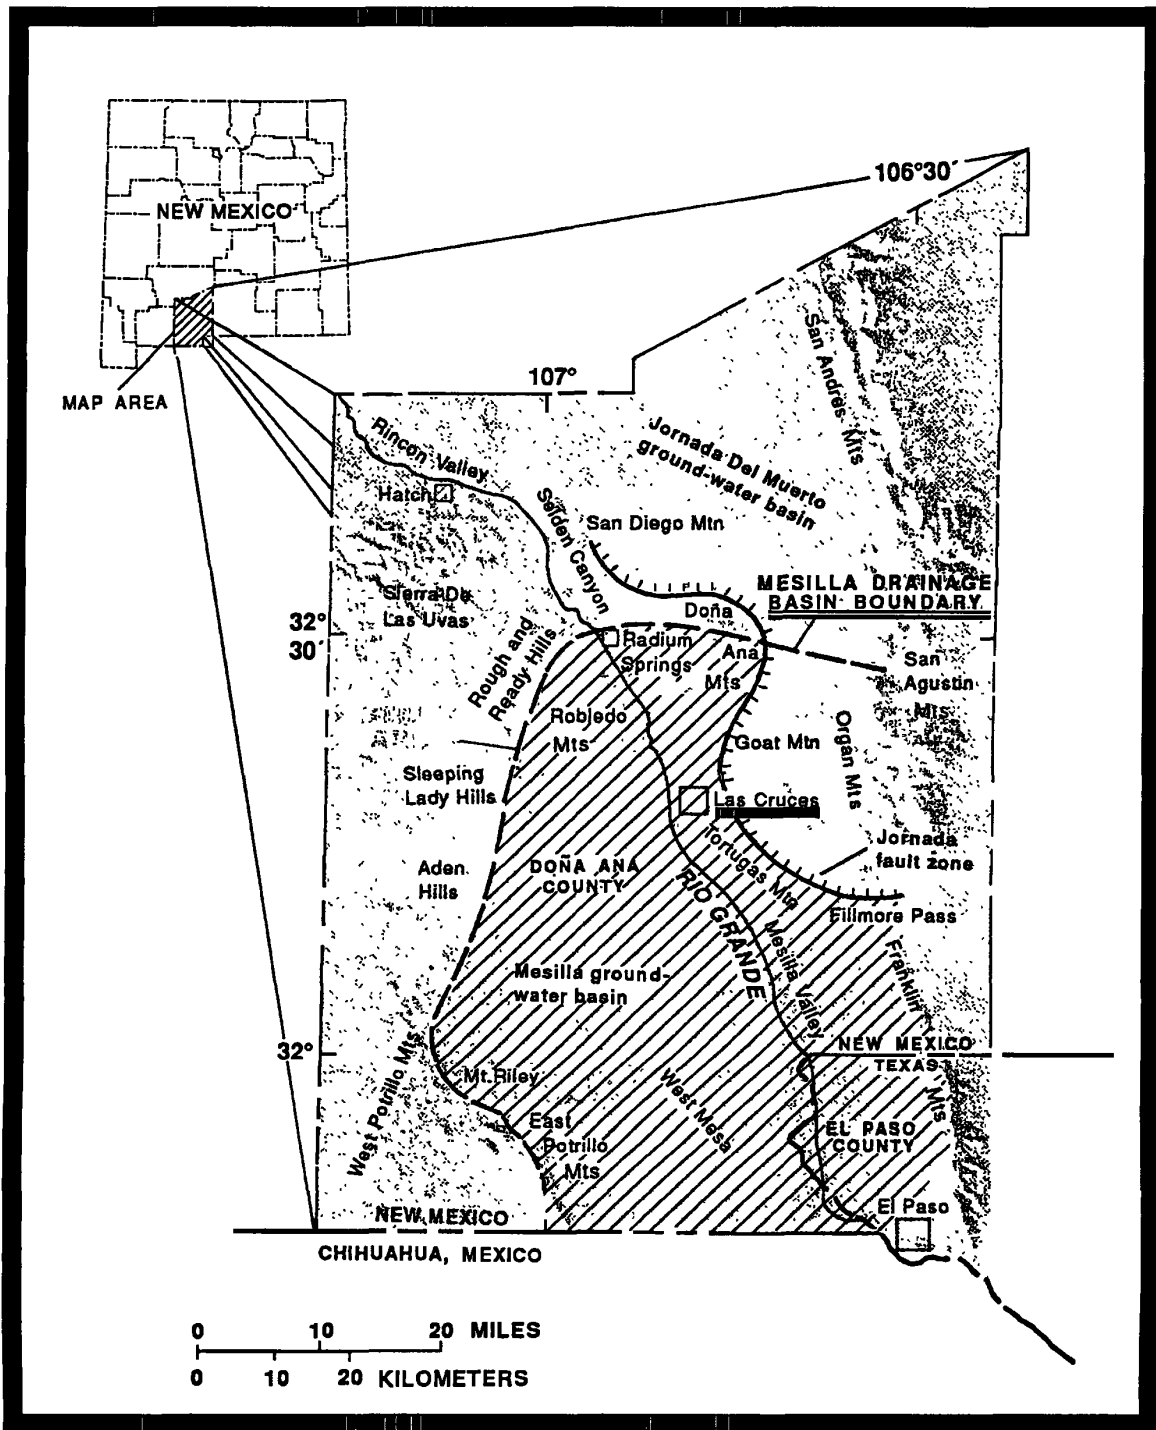 NEW MEXICO
MAP AREA
106°30´
107°
San Andres Mts
Jornada Del Muerto
ground-water basin
Rincon Valley
Hatch
Selden Canyon
San Diego Mtn
MESILLA DRAINAGE
BASIN BOUNDARY
Sierra De
Las Uvas
32°
30´
Doña
Ana
Mts
Radium
Springs
Rough and
Ready Hills
San
Agustin
Mts
Robledo
Mts
Organ Mts
Goat Mtn
Sleeping
Lady Hills
Las Cruces
Jornada
fault zone
Tortugas Mtn
Aden
Hills
DOÑA ANA
COUNTY
RIO GRANDE
Fillmore Pass
Mesilla Valley
Franklin
Mts
Mesilla ground-
water basin
32°
NEW MEXICO
TEXAS
West Potrillo Mts
Mt. Riley
West Mesa
East
Potrillo
Mts
EL PASO
COUNTY
El Paso
NEW MEXICO
CHIHUAHUA, MEXICO
0 10 20 MILES
0 10 20 KILOMETERS